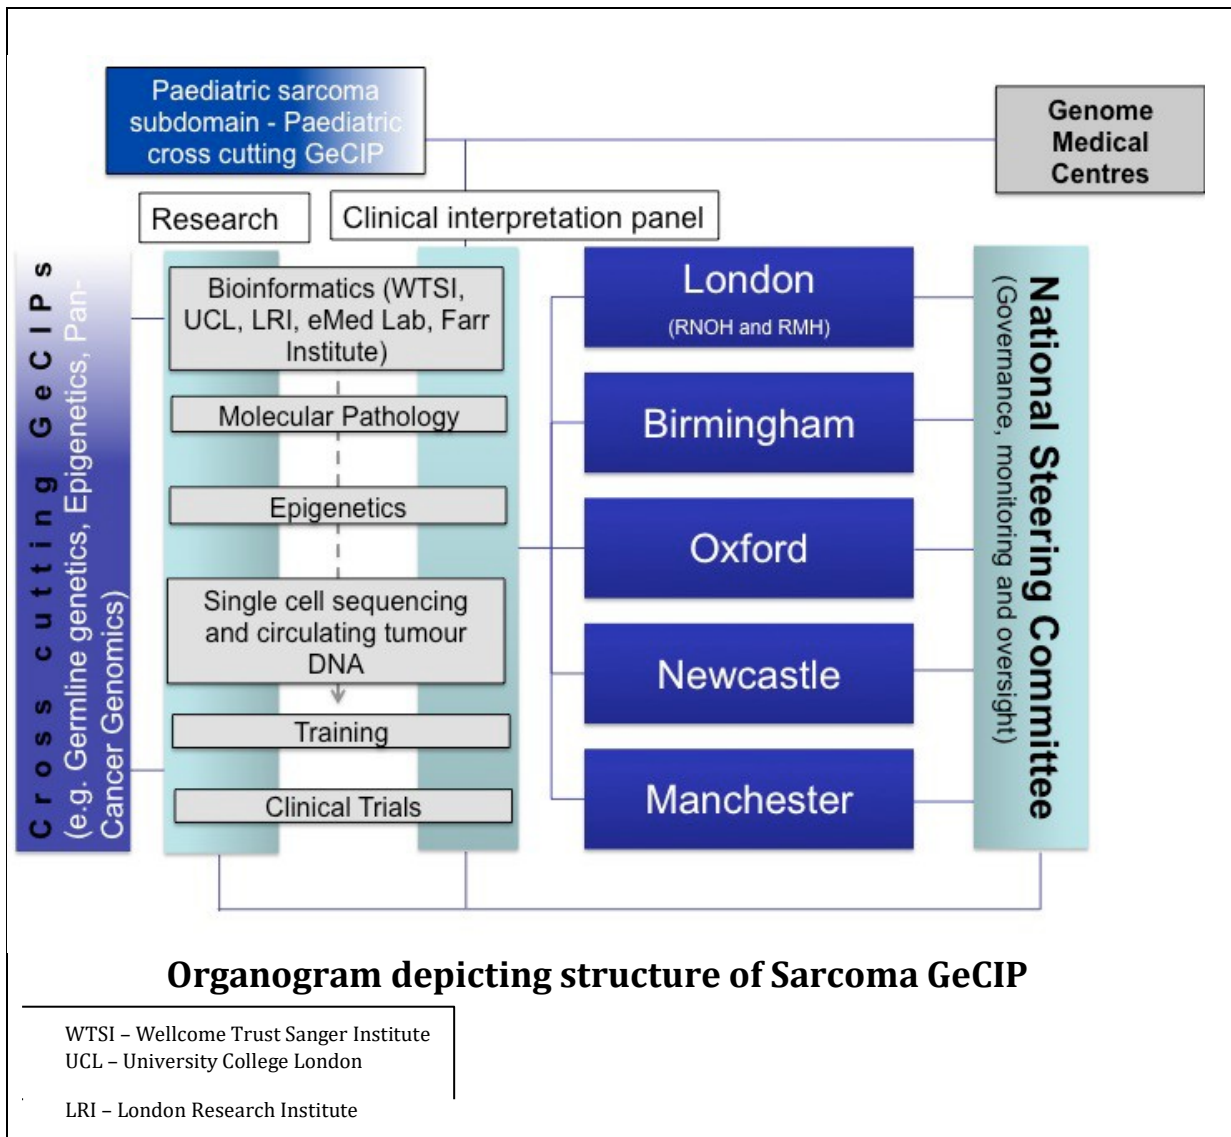 Paediatric sarcoma
subdomain - Paediatric
cross cutting GeCIP
Genome
Medical
Centres
Research
Clinical interpretation panel
Cross cutting GeCIPs
(e.g. Germline genetics, Epigenetics, Pan-
Cancer Genomics)
Bioinformatics (WTSI,
UCL, LRI, eMed Lab, Farr
Institute)
Molecular Pathology
Epigenetics
Single cell sequencing
and circulating tumour
DNA
Training
Clinical Trials
London
(RNOH and RMH)
Birmingham
Oxford
Newcastle
Manchester
National Steering Committee
(Governance, monitoring and oversight)
Organogram depicting structure of Sarcoma GeCIP
WTSI – Wellcome Trust Sanger Institute
UCL – University College London
LRI – London Research Institute